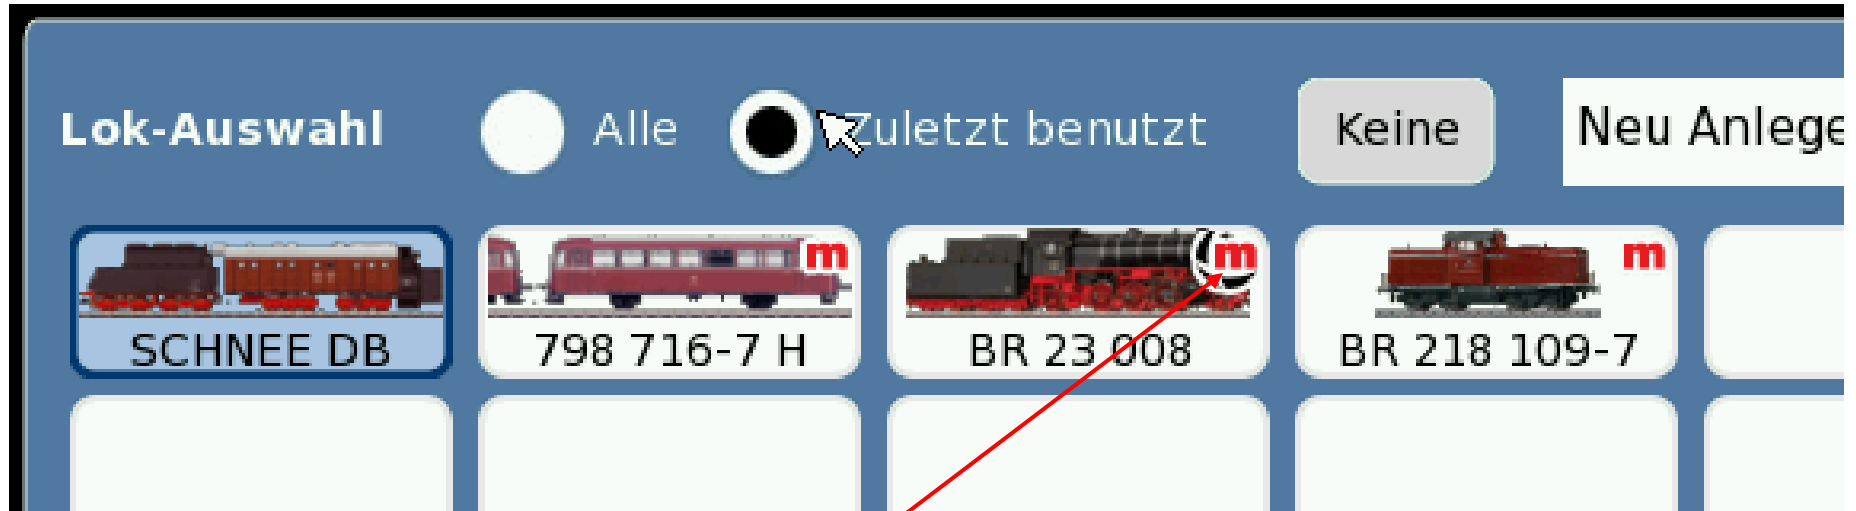 Lok-Auswahl Alle Zuletzt benutzt Keine Neu Anlege
m m m
SCHNEE DB 798 716-7 H BR 23 008 BR 218 109-7